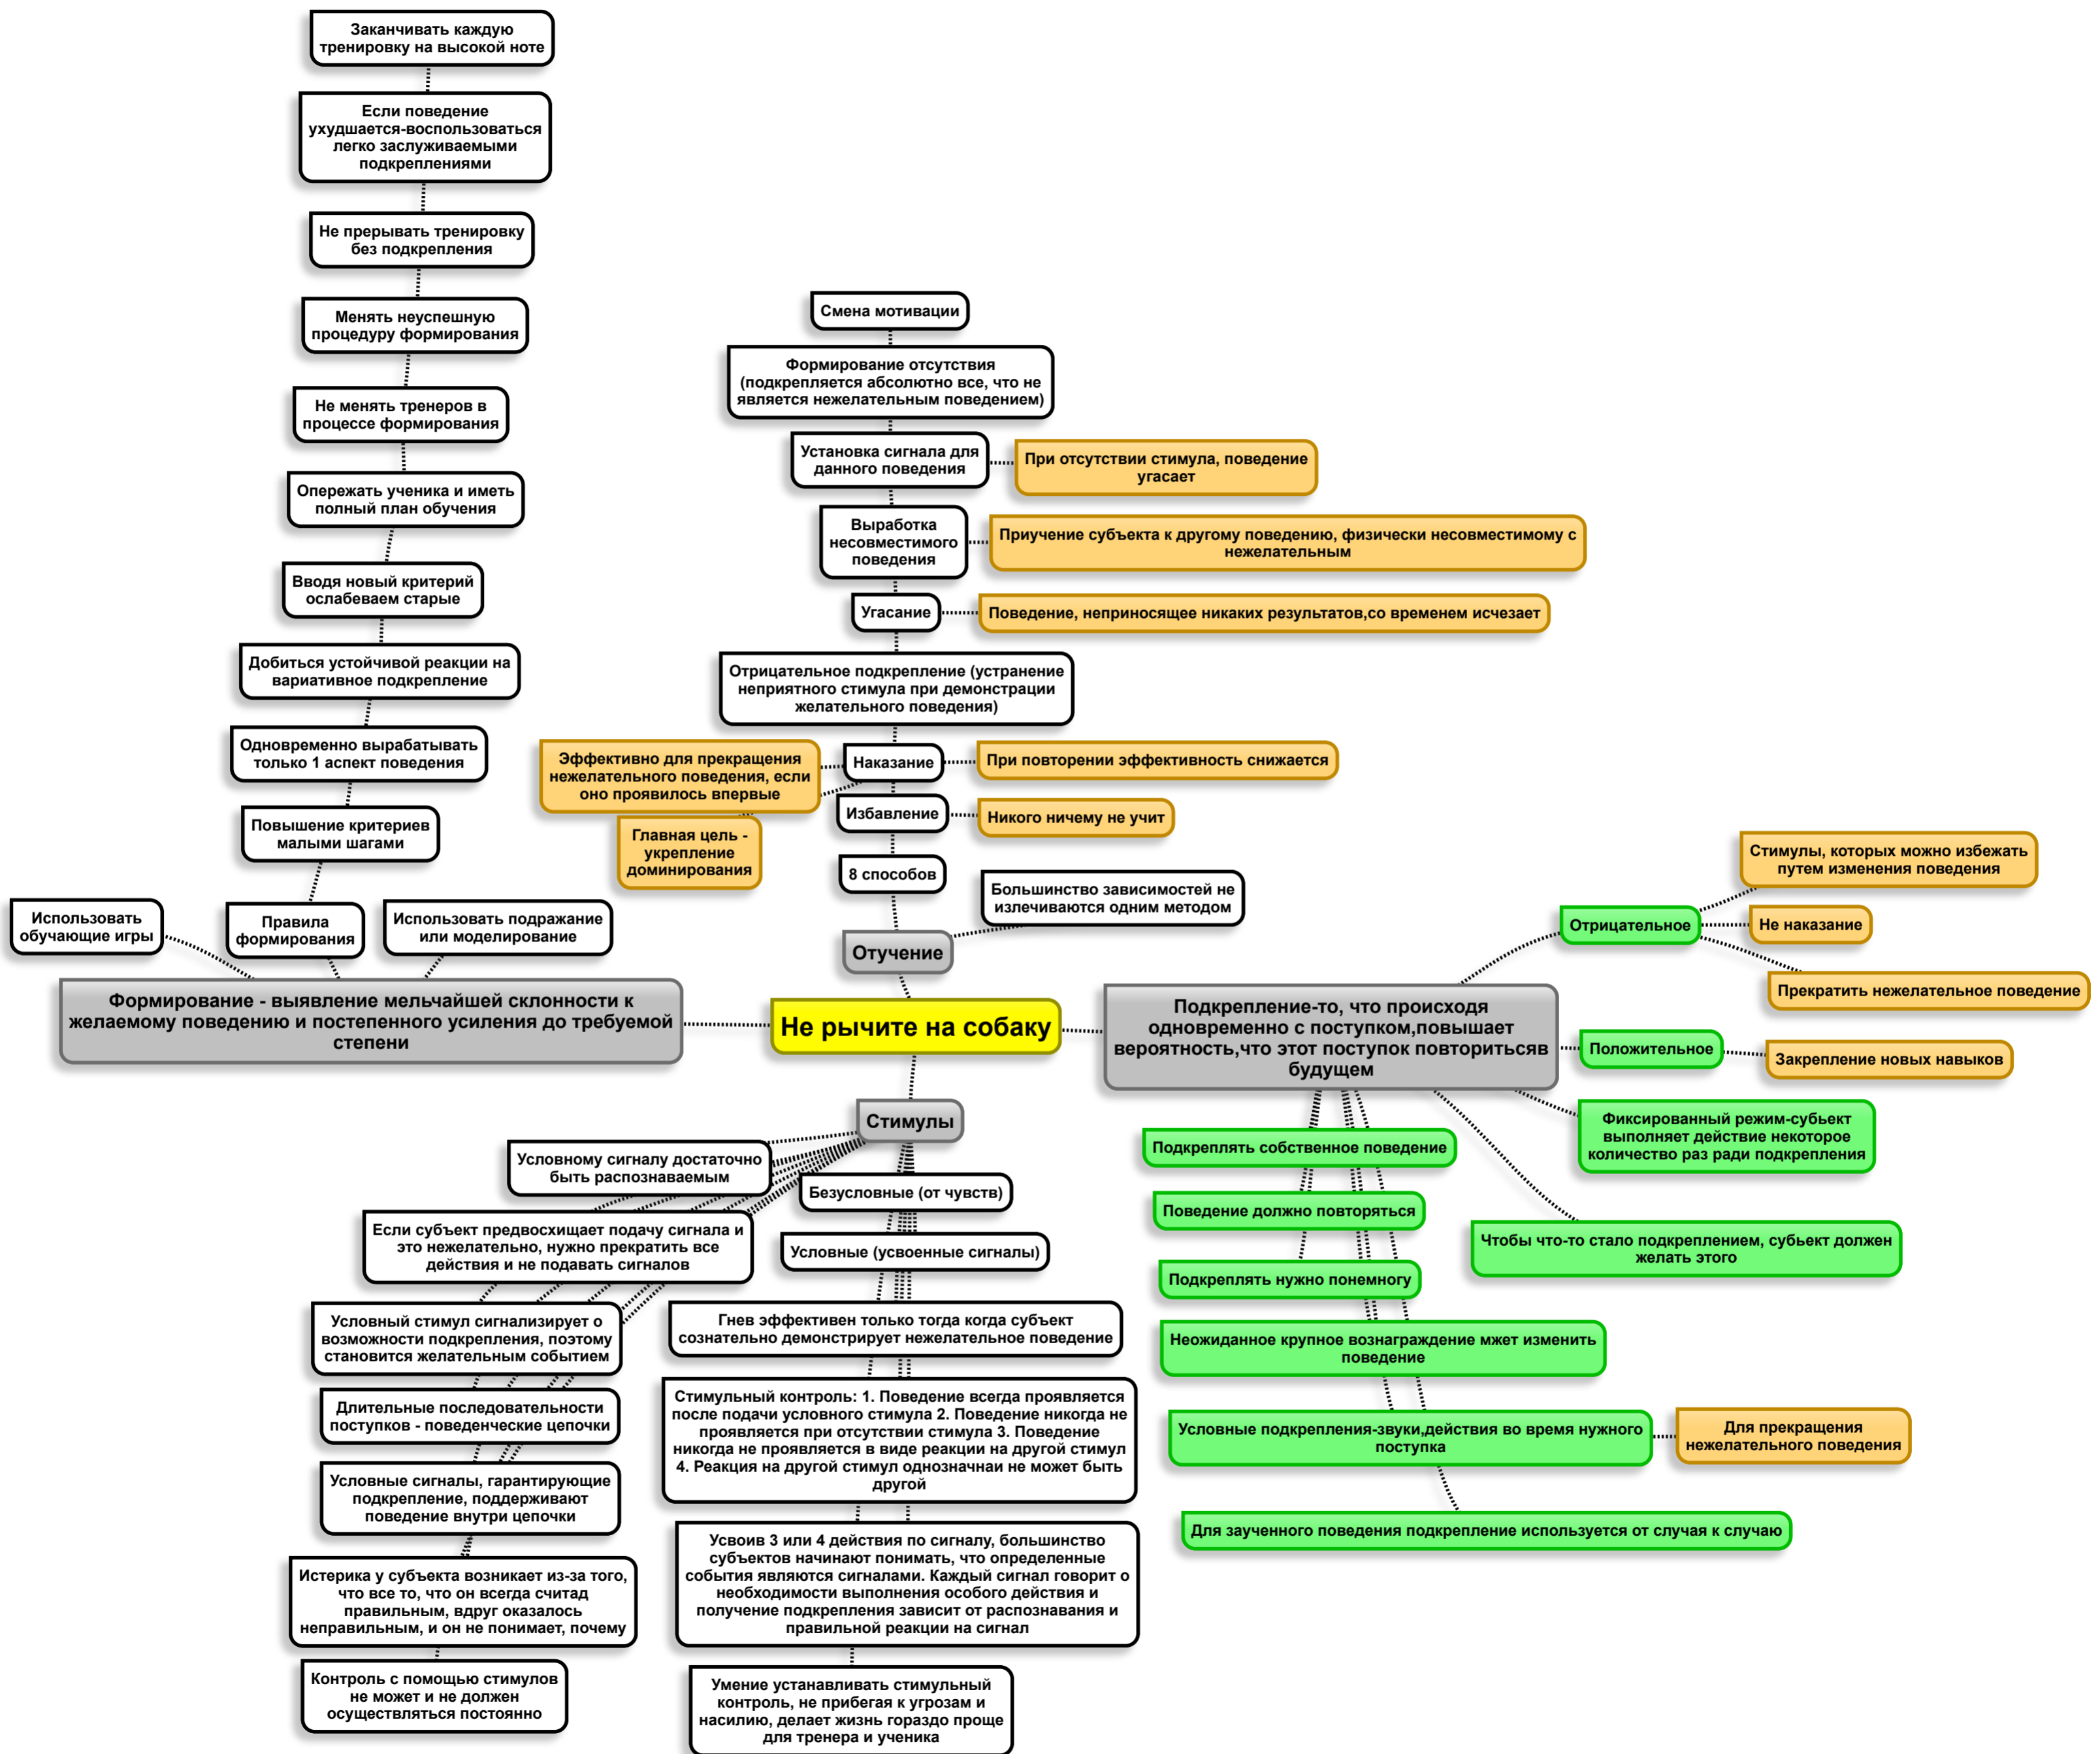 Заканчивать каждую
тренировку на высокой ноте
Если поведение
ухудшается-воспользоваться
легко заслуживаемыми
подкреплениями
Не прерывать тренировку
без подкрепления
Менять неуспешную
процедуру формирования
Не менять тренеров в
процессе формирования
Опережать ученика и иметь
полный план обучения
Вводя новый критерий
ослабеваем старые
Добиться устойчивой реакции на
вариативное подкрепление
Одновременно вырабатывать
только 1 аспект поведения
Повышение критериев
малыми шагами
Использовать
обучающие игры
Правила
формирования
Использовать подражание
или моделирование
Формирование - выявление мельчайшей склонности к
желаемому поведению и постепенного усиления до требуемой
степени
Смена мотивации
Формирование отсутствия
(подкрепляется абсолютно все, что не
является нежелательным поведением)
Установка сигнала для
данного поведения
При отсутствии стимула, поведение
угасает
Выработка
несовместимого
поведения
Приучение субъекта к другому поведению, физически несовместимому с
нежелательным
Угасание
Поведение, неприносящее никаких результатов,со временем исчезает
Отрицательное подкрепление (устранение
неприятного стимула при демонстрации
желательного поведения)
Эффективно для прекращения
нежелательного поведения, если
оно проявилось впервые
Наказание
При повторении эффективность снижается
Главная цель -
укрепление
доминирования
Избавление
Никого ничему не учит
8 способов
Большинство зависимостей не
излечиваются одним методом
Отучение
Не рычите на собаку
Подкрепление-то, что происходя
одновременно с поступком,повышает
вероятность,что этот поступок повторитьсяв
будущем
Стимулы, которых можно избежать
путем изменения поведения
Отрицательное
Не наказание
Прекратить нежелательное поведение
Положительное
Закрепление новых навыков
Фиксированный режим-субьект
выполняет действие некоторое
количество раз ради подкрепления
Чтобы что-то стало подкреплением, субьект должен
желать этого
Подкреплять собственное поведение
Поведение должно повторяться
Подкреплять нужно понемногу
Неожиданное крупное вознаграждение мжет изменить
поведение
Условные подкрепления-звуки,действия во время нужного
поступка
Для прекращения
нежелательного поведения
Для заученного поведения подкрепление используется от случая к случаю
Стимулы
Условному сигналу достаточно
быть распознаваемым
Безусловные (от чувств)
Если субъект предвосхищает подачу сигнала и
это нежелательно, нужно прекратить все
действия и не подавать сигналов
Условные (усвоенные сигналы)
Условный стимул сигнализирует о
возможности подкрепления, поэтому
становится желательным событием
Гнев эффективен только тогда когда субъект
сознательно демонстрирует нежелательное поведение
Длительные последовательности
поступков - поведенческие цепочки
Стимульный контроль: 1. Поведение всегда проявляется
после подачи условного стимула 2. Поведение никогда не
проявляется при отсутствии стимула 3. Поведение
никогда не проявляется в виде реакции на другой стимул
4. Реакция на другой стимул однозначнаи не может быть
другой
Условные сигналы, гарантирующие
подкрепление, поддерживают
поведение внутри цепочки
Усвоив 3 или 4 действия по сигналу, большинство
субъектов начинают понимать, что определенные
события являются сигналами. Каждый сигнал говорит о
необходимости выполнения особого действия и
получение подкрепления зависит от распознавания и
правильной реакции на сигнал
Истерика у субъекта возникает из-за того,
что все то, что он всегда считад
правильным, вдруг оказалось
неправильным, и он не понимает, почему
Контроль с помощью стимулов
не может и не должен
осуществляться постоянно
Умение устанавливать стимульный
контроль, не прибегая к угрозам и
насилию, делает жизнь гораздо проще
для тренера и ученика